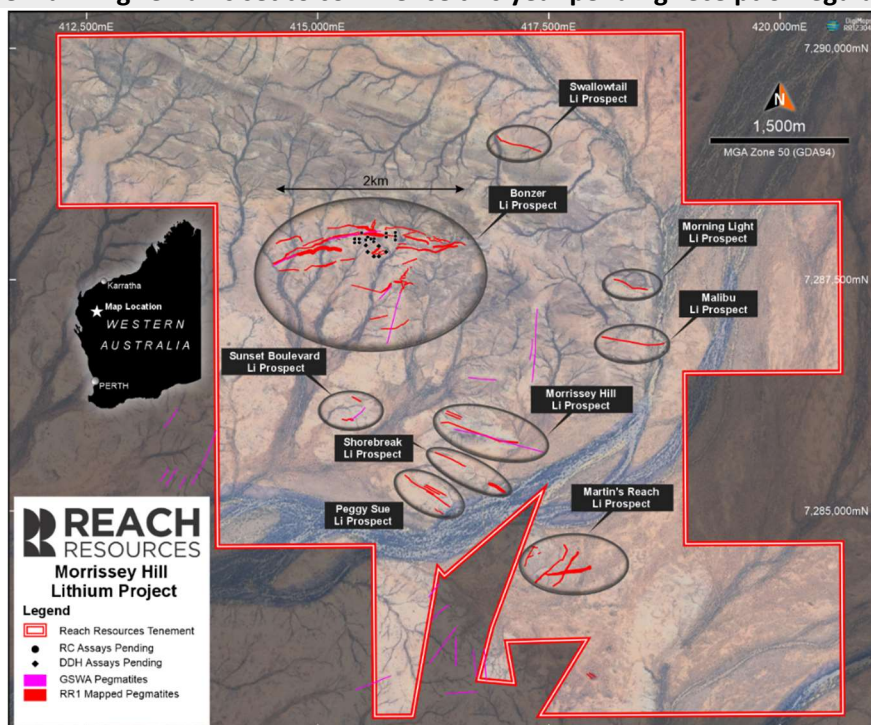 412,500mE
415,000mE
417,500mE
420,000mE
7,290,000mN
N
1,500m
MGA Zone 50 (GDA94)
Swallowtail
Li Prospect
2km
Bonzer
Li Prospect
Morning Light
Li Prospect
7,287,500mN
Malibu
Li Prospect
Karratha
Map Location
WESTERN
AUSTRALIA
PERTH
Sunset Boulevard
Li Prospect
Morrissey Hill
Li Prospect
Shorebreak
Li Prospect
Peggy Sue
Li Prospect
Martin's Reach
Li Prospect
7,285,000mN
REACH
RESOURCES
Morrissey Hill
Lithium Project
Legend
Reach Resources Tenement
RC Assays Pending
DDH Assays Pending
GSWA Pegmatites
RR1 Mapped Pegmatites